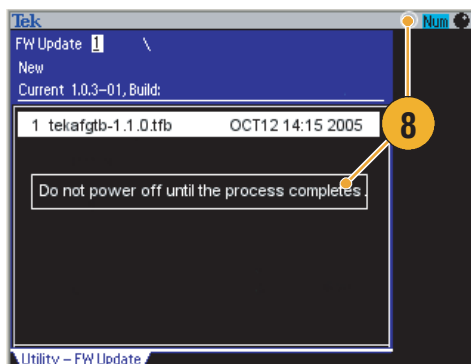 Tek
Num
FW Update 1 \
New
Current 1.0.3-01, Build:
1 tekafgtb-1.1.0.tfb OCT12 14:15 2005
8
Do not power off until the process completes.
Utility - FW Update